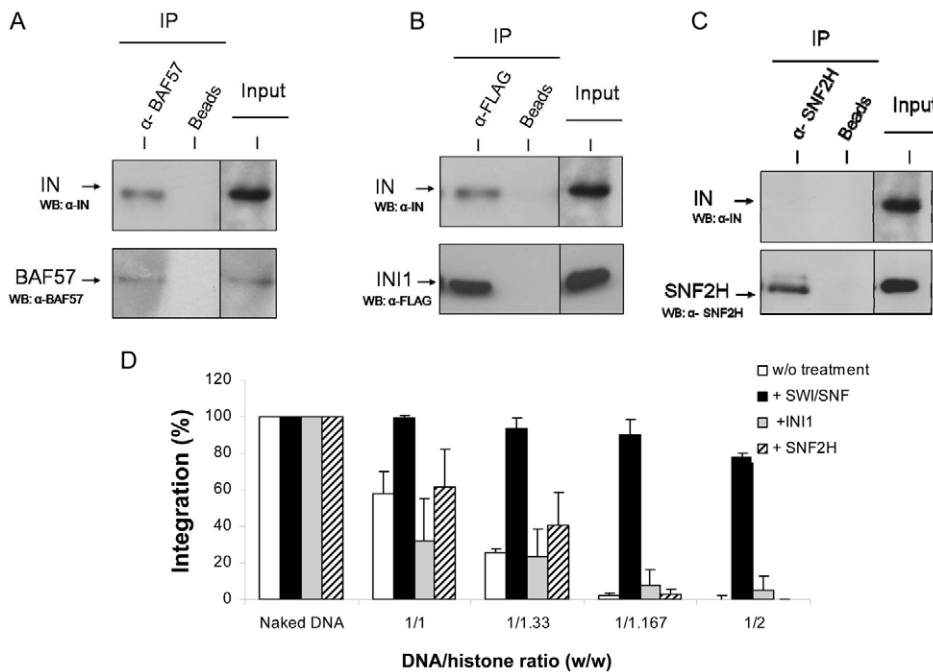 A
IP
α- BAF57
Beads
Input
IN
WB: α-IN
BAF57
WB: α-BAF57
B
IP
α-FLAG
Beads
Input
IN
WB: α-IN
INI1
WB: α-FLAG
C
IP
α- SNF2H
Beads
Input
IN
WB: α-IN
SNF2H
WB: α- SNF2H
D
Integration (%)
120
100
80
60
40
20
0
Naked DNA
1/1
1/1.33
1/1.167
1/2
DNA/histone ratio (w/w)
w/o treatment
+ SWI/SNF
+INI1
+ SNF2H